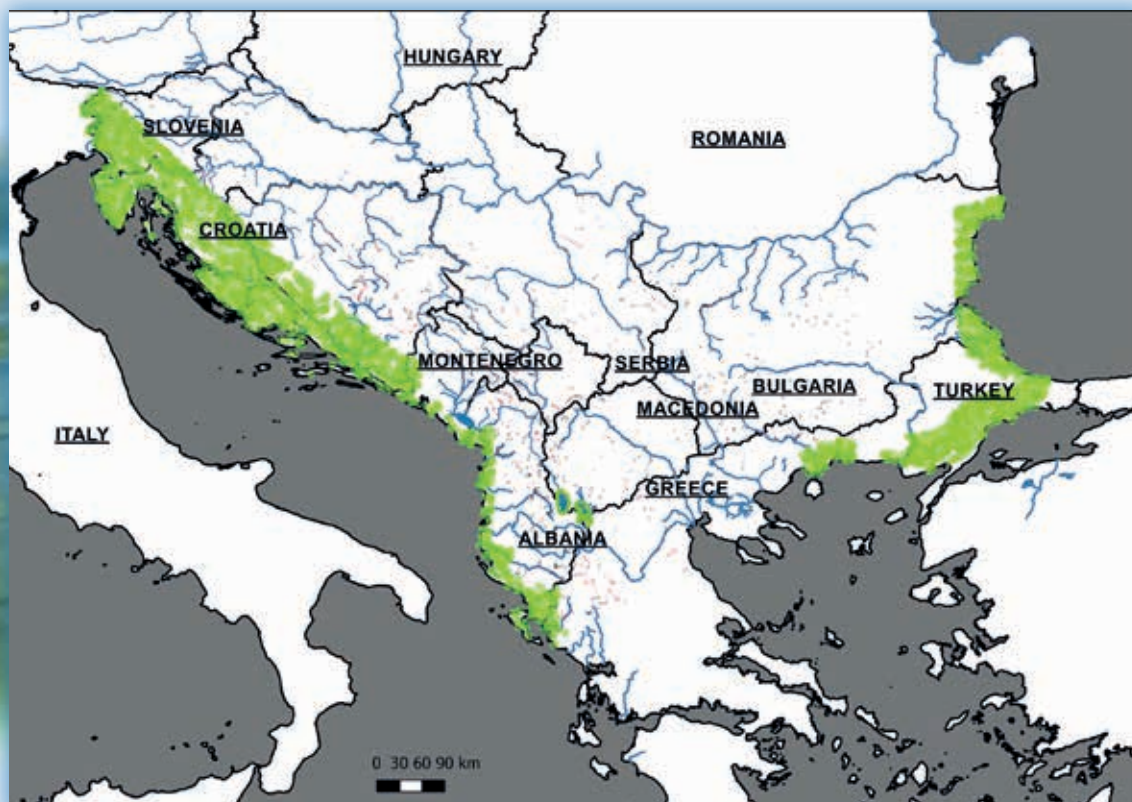 HUNGARY
SLOVENIA
ROMANIA
CROATIA
MONTENEGRO
SERBIA
BULGARIA
TURKEY
MACEDONIA
ITALY
GREECE
ALBANIA
0 30 60 90 km